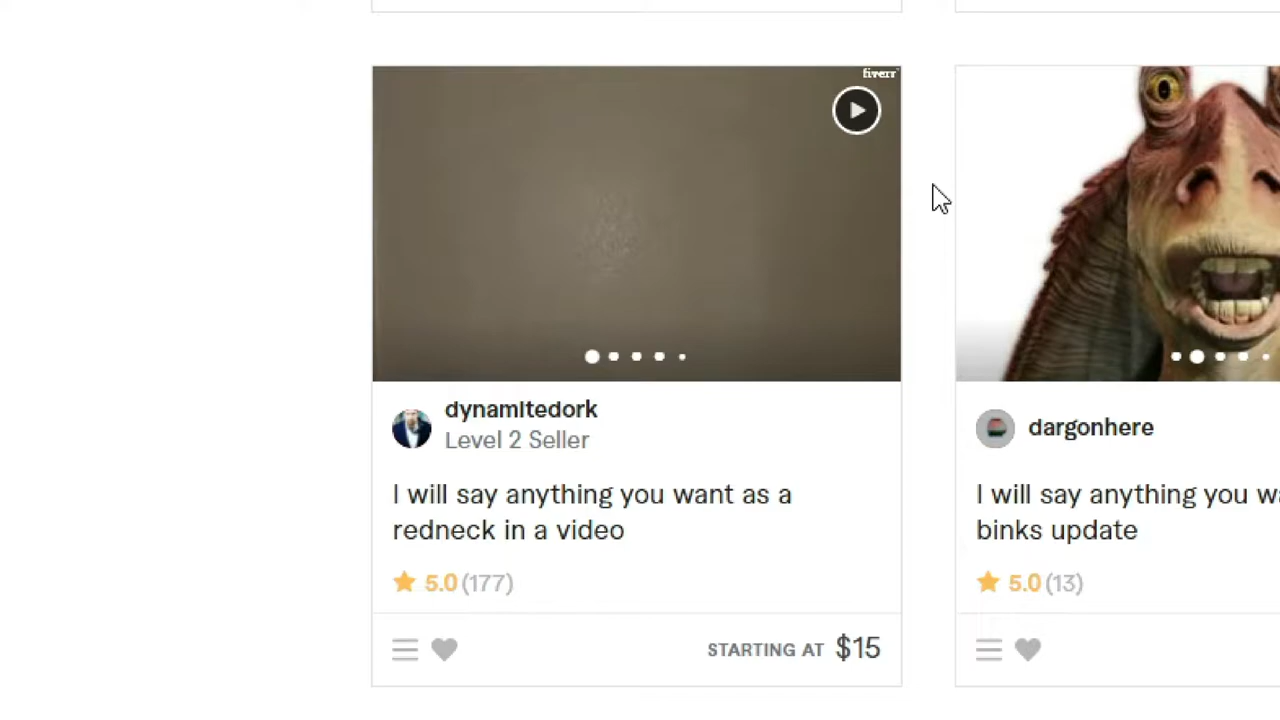 fiverr
dynamitedork
Level 2 Seller
I will say anything you want as a
redneck in a video
5.0 (177)
STARTING AT $15
dargonhere
I will say anything you
binks update
5.0 (13)